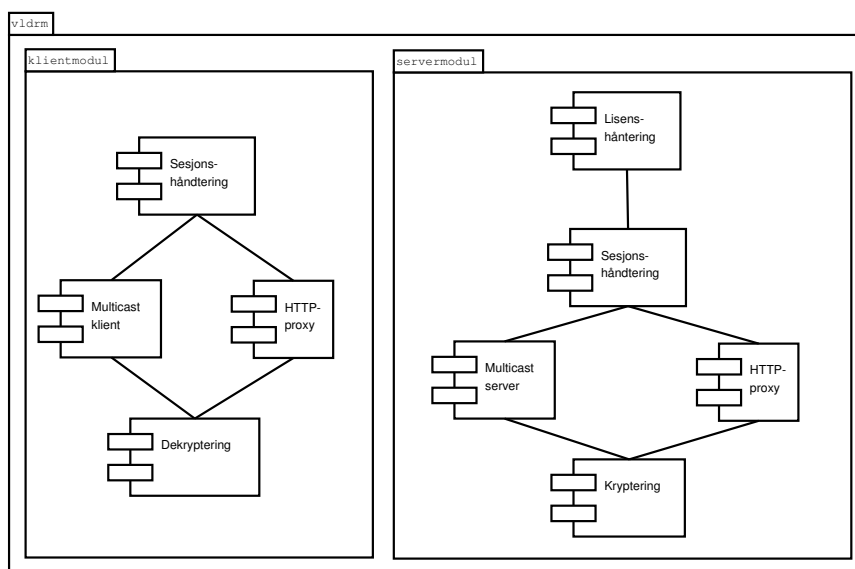 vldrm
klientmodul
Sesjons-
håndtering
Multicast
klient
HTTP-
proxy
Dekryptering
servermodul
Lisens-
håntering
Sesjons-
håndtering
Multicast
server
HTTP-
proxy
Kryptering